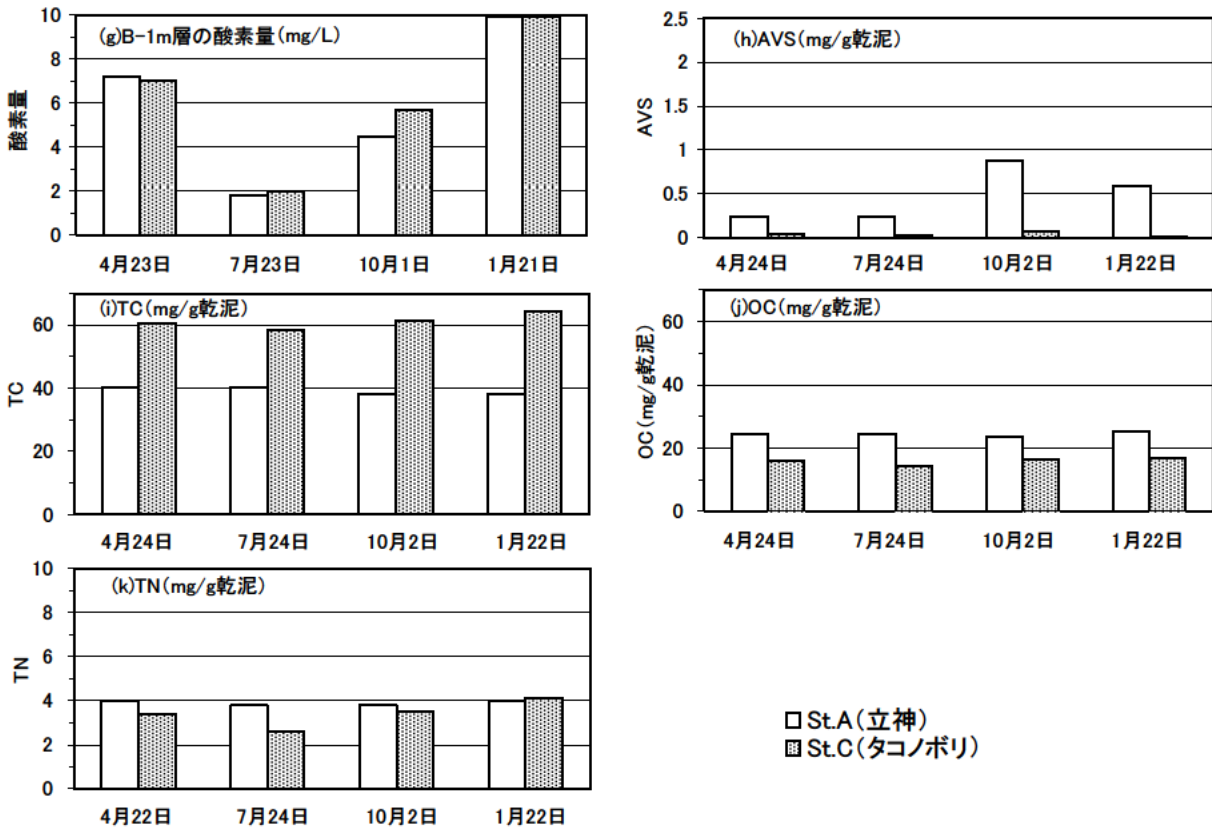 (g)B-1m層の酸素量(mg/L)
酸素量
10
8
6
4
2
0
4月23日 7月23日 10月1日 1月21日
(h)AVS(mg/g乾泥)
AVS
2.5
2
1.5
1
0.5
0
4月24日 7月24日 10月2日 1月22日
(i)TC(mg/g乾泥)
TC
60
40
20
0
4月24日 7月24日 10月2日 1月22日
(j)OC(mg/g乾泥)
OC(mg/g乾泥)
60
40
20
0
4月24日 7月24日 10月2日 1月22日
(k)TN(mg/g乾泥)
TN
10
8
6
4
2
0
4月22日 7月24日 10月2日 1月22日
St.A(立神)
St.C(タコノボリ)